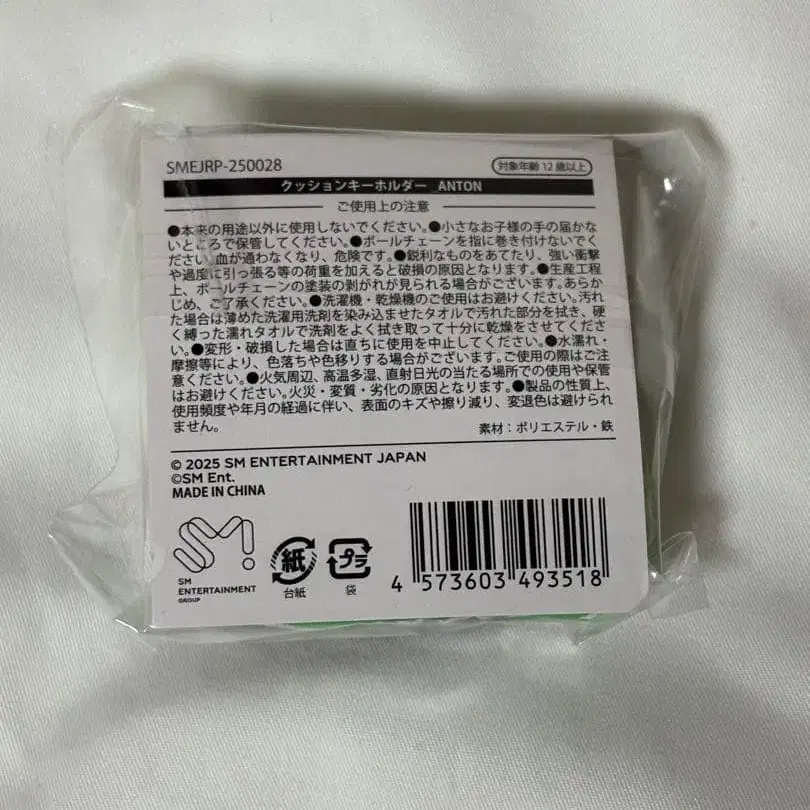 SMEJRP-250028
対象年齢12歳以上
クッションキーホルダー _ANTON
ご使用上の注意
●本来の用途以外に使用しないでください。●小さなお子様の手の届かな
いところで保管してください。●ボールチェーンを指に巻き付けないでく
ださい。血が通わなくなり、危険です。●鋭利なものをあてたり、強い衝撃
や過度に引っ張る等の荷重を加えると破損の原因となります。●生産工程
上、ボールチェーンの塗装の剥がれが見られる場合がございます。あらか
じめ、ご了承ください。●洗濯機・乾燥機のご使用はお避けください。汚れ
た場合は薄めた洗濯用洗剤を染み込ませたタオルで汚れた部分を拭き、硬
く縛った濡れタオルで洗剤をよく拭き取って十分に乾燥をさせてくださ
い。●変形・破損した場合は直ちに使用を中止してください。●水濡れ・
摩擦等により、色落ちや色移りする場合がございます。ご使用の際はご注
意ください。●火気周辺、高温多湿、直射日光の当たる場所での使用や保管
はお避けください。火災・変質・劣化の原因となります。●製品の性質上、
使用頻度や年月の経過に伴い、表面のキズや擦り減り、変退色は避けられ
ません。
素材：ポリエステル・鉄
© 2025 SM ENTERTAINMENT JAPAN
©SM Ent.
MADE IN CHINA
SM!
SM
ENTERTAINMENT
GROUP
紙
台紙
プラ
袋
4 573603 493518